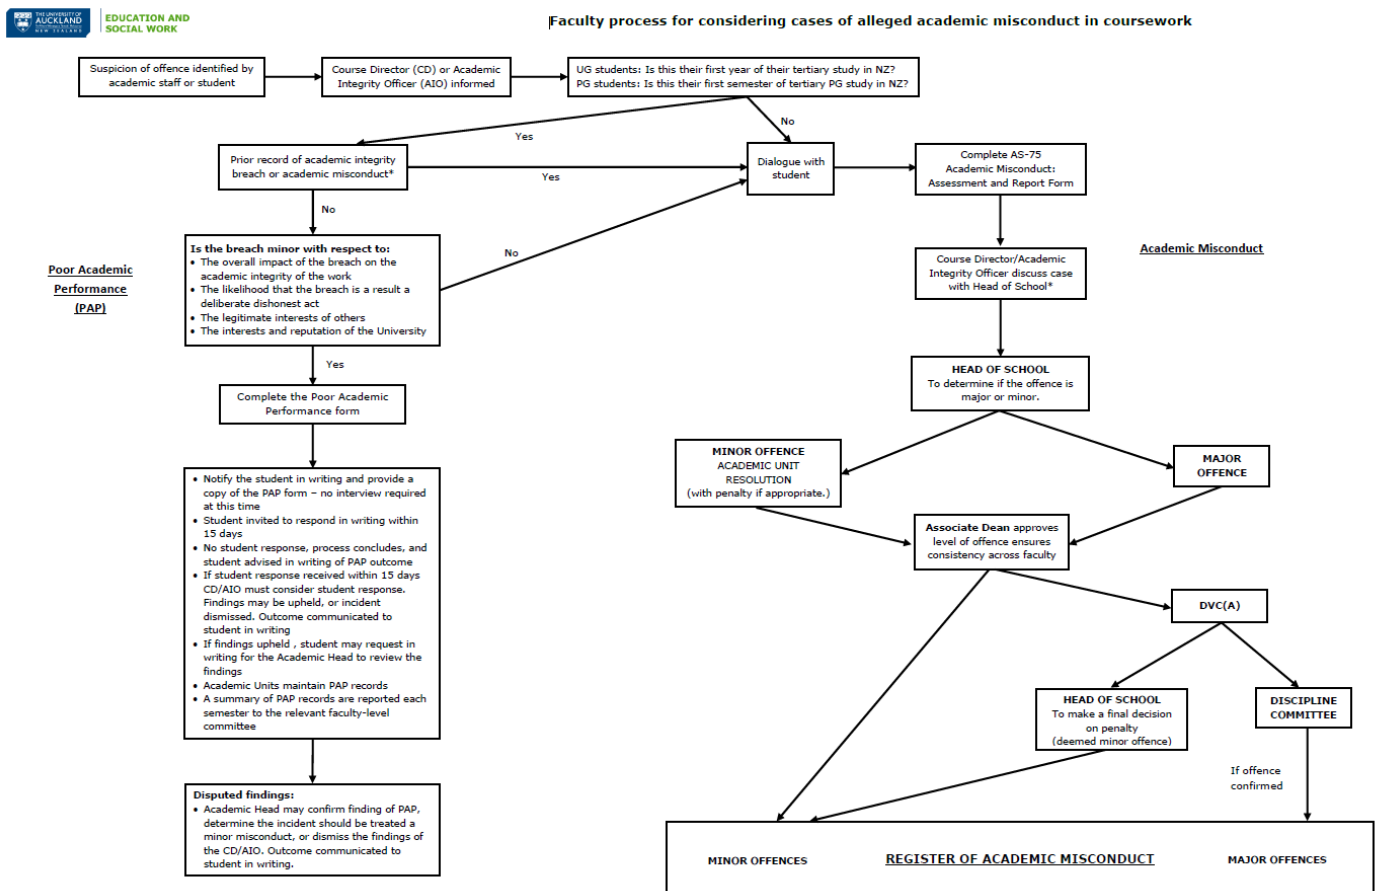 THE UNIVERSITY OF
AUCKLAND
NEW ZEALAND
EDUCATION AND
SOCIAL WORK
Faculty process for considering cases of alleged academic misconduct in coursework
Suspicion of offence identified by
academic staff or student
Course Director (CD) or Academic
Integrity Officer (AIO) informed
UG students: Is this their first year of their tertiary study in NZ?
PG students: Is this their first semester of tertiary PG study in NZ?
Yes
No
Prior record of academic integrity
breach or academic misconduct*
Yes
Dialogue with
student
Complete AS-75
Academic Misconduct:
Assessment and Report Form
No
Is the breach minor with respect to:
• The overall impact of the breach on the
academic integrity of the work
• The likelihood that the breach is a result a
deliberate dishonest act
• The legitimate interests of others
• The interests and reputation of the University
No
Poor Academic
Performance
(PAP)
Academic Misconduct
Course Director/Academic
Integrity Officer discuss case
with Head of School*
Yes
Complete the Poor Academic
Performance form
HEAD OF SCHOOL
To determine if the offence is
major or minor.
MINOR OFFENCE
ACADEMIC UNIT
RESOLUTION
(with penalty if appropriate.)
MAJOR
OFFENCE
• Notify the student in writing and provide a
copy of the PAP form – no interview required
at this time
• Student invited to respond in writing within
15 days
• No student response, process concludes, and
student advised in writing of PAP outcome
• If student response received within 15 days
CD/AIO must consider student response.
Findings may be upheld, or incident
dismissed. Outcome communicated to
student in writing
• If findings upheld , student may request in
writing for the Academic Head to review the
findings
• Academic Units maintain PAP records
• A summary of PAP records are reported each
semester to the relevant faculty-level
committee
Associate Dean approves
level of offence ensures
consistency across faculty
DVC(A)
HEAD OF SCHOOL
To make a final decision
on penalty
(deemed minor offence)
DISCIPLINE
COMMITTEE
If offence
confirmed
Disputed findings:
• Academic Head may confirm finding of PAP,
determine the incident should be treated a
minor misconduct, or dismiss the findings of
the CD/AIO. Outcome communicated to
student in writing.
MINOR OFFENCES
REGISTER OF ACADEMIC MISCONDUCT
MAJOR OFFENCES